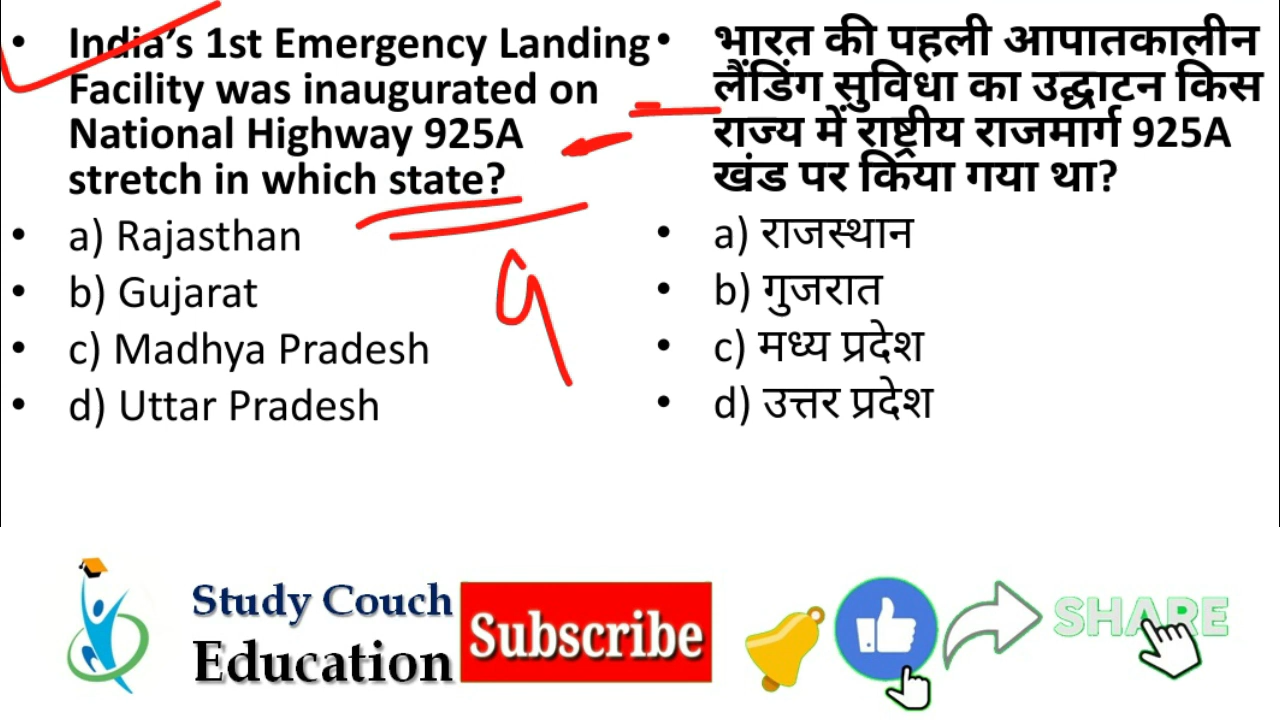 • India's 1st Emergency Landing
Facility was inaugurated on
National Highway 925A
stretch in which state?
• a) Rajasthan
• b) Gujarat
• c) Madhya Pradesh
• d) Uttar Pradesh
• भारत की पहली आपातकालीन
लैंडिंग सुविधा का उद्घाटन किस
राज्य में राष्ट्रीय राजमार्ग 925A
खंड पर किया गया था?
• a) राजस्थान
• b) गुजरात
• c) मध्य प्रदेश
• d) उत्तर प्रदेश
Study Couch
Education
Subscribe
SHARE